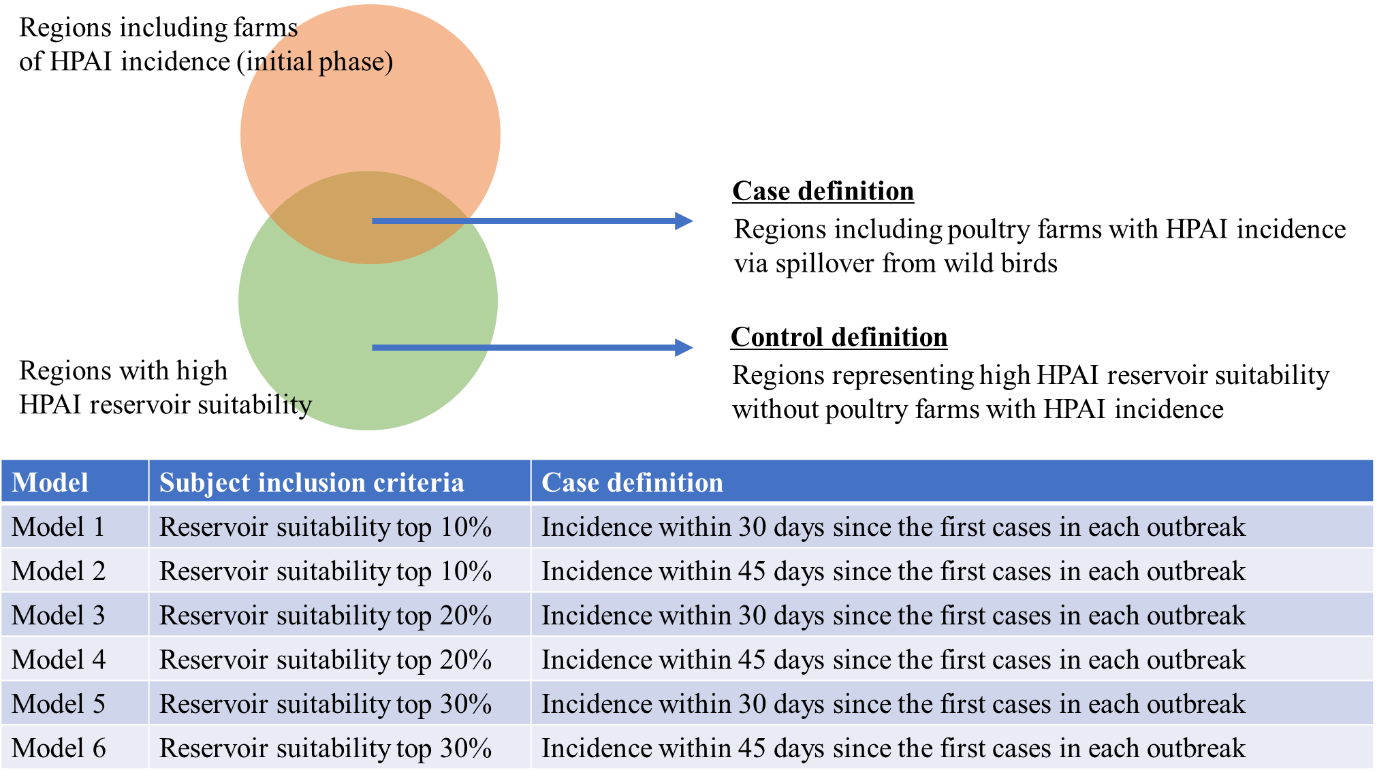 Regions including farms
of HPAI incidence (initial phase)
Case definition
Regions including poultry farms with HPAI incidence
via spillover from wild birds
Control definition
Regions representing high HPAI reservoir suitability
without poultry farms with HPAI incidence
Regions with high
HPAI reservoir suitability
Model Subject inclusion criteria Case definition
Model 1 Reservoir suitability top 10% Incidence within 30 days since the first cases in each outbreak
Model 2 Reservoir suitability top 10% Incidence within 45 days since the first cases in each outbreak
Model 3 Reservoir suitability top 20% Incidence within 30 days since the first cases in each outbreak
Model 4 Reservoir suitability top 20% Incidence within 45 days since the first cases in each outbreak
Model 5 Reservoir suitability top 30% Incidence within 30 days since the first cases in each outbreak
Model 6 Reservoir suitability top 30% Incidence within 45 days since the first cases in each outbreak